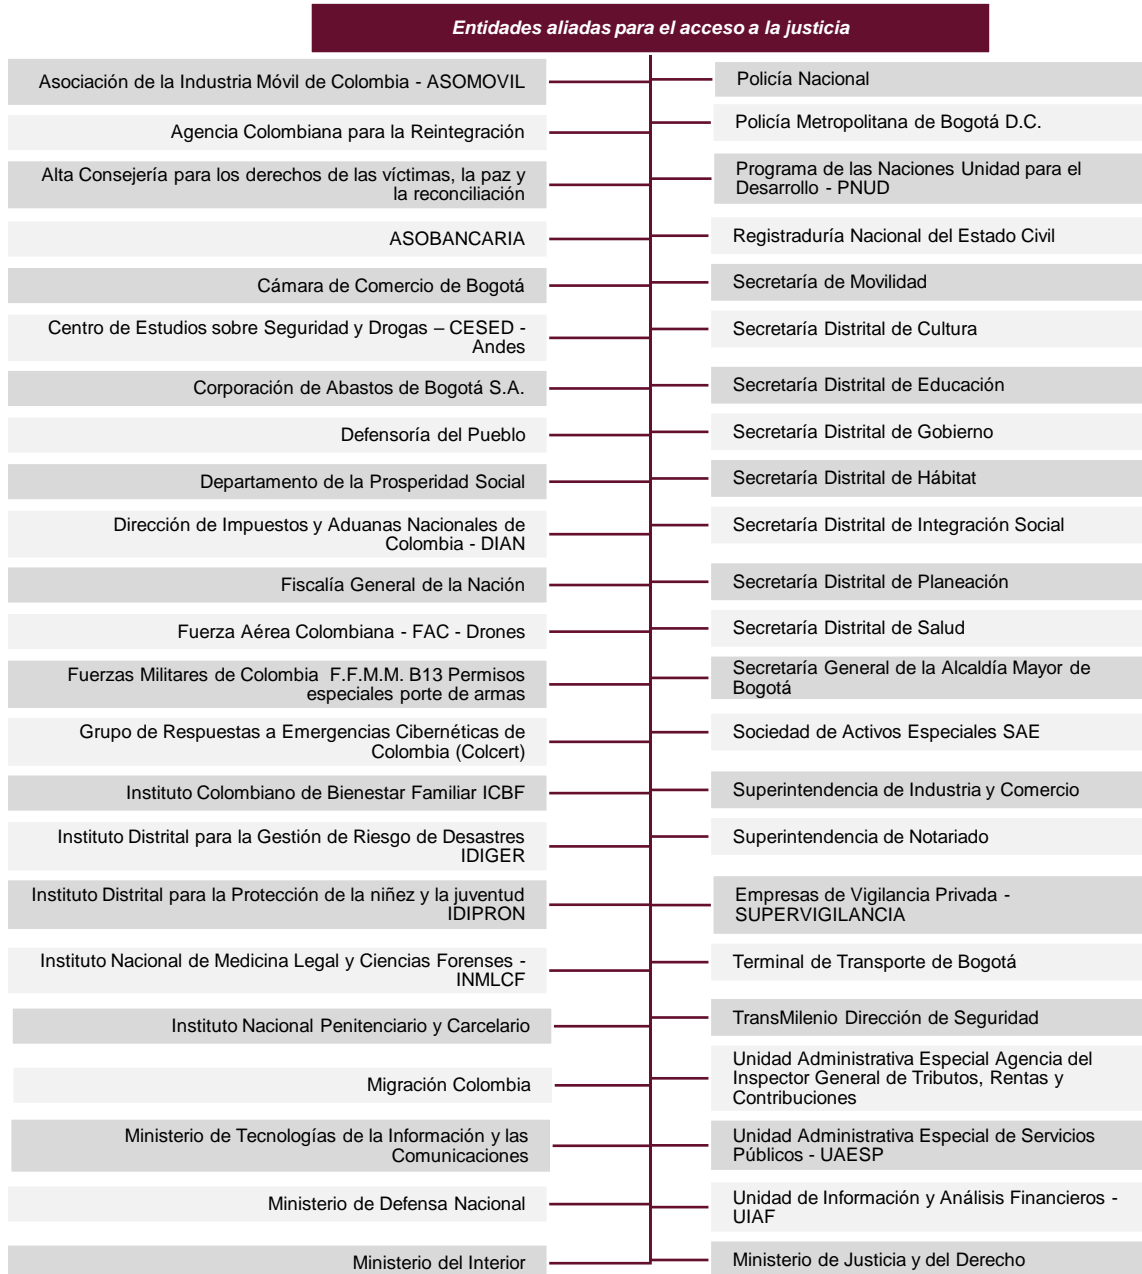 Entidades aliadas para el acceso a la justicia
Asociación de la Industria Móvil de Colombia - ASOMOVIL
Agencia Colombiana para la Reintegración
Alta Consejería para los derechos de las víctimas, la paz y
la reconciliación
ASOBANCARIA
Cámara de Comercio de Bogotá
Centro de Estudios sobre Seguridad y Drogas – CESED -
Andes
Corporación de Abastos de Bogotá S.A.
Defensoría del Pueblo
Departamento de la Prosperidad Social
Dirección de Impuestos y Aduanas Nacionales de
Colombia - DIAN
Fiscalía General de la Nación
Fuerza Aérea Colombiana - FAC - Drones
Fuerzas Militares de Colombia F.F.M.M. B13 Permisos
especiales porte de armas
Grupo de Respuestas a Emergencias Cibernéticas de
Colombia (Colcert)
Instituto Colombiano de Bienestar Familiar ICBF
Instituto Distrital para la Gestión de Riesgo de Desastres
IDIGER
Instituto Distrital para la Protección de la niñez y la juventud
IDIPRON
Instituto Nacional de Medicina Legal y Ciencias Forenses -
INMLCF
Instituto Nacional Penitenciario y Carcelario
Migración Colombia
Ministerio de Tecnologías de la Información y las
Comunicaciones
Ministerio de Defensa Nacional
Ministerio del Interior
Policía Nacional
Policía Metropolitana de Bogotá D.C.
Programa de las Naciones Unidad para el
Desarrollo - PNUD
Registraduría Nacional del Estado Civil
Secretaría de Movilidad
Secretaría Distrital de Cultura
Secretaría Distrital de Educación
Secretaría Distrital de Gobierno
Secretaría Distrital de Hábitat
Secretaría Distrital de Integración Social
Secretaría Distrital de Planeación
Secretaría Distrital de Salud
Secretaría General de la Alcaldía Mayor de
Bogotá
Sociedad de Activos Especiales SAE
Superintendencia de Industria y Comercio
Superintendencia de Notariado
Empresas de Vigilancia Privada -
SUPERVIGILANCIA
Terminal de Transporte de Bogotá
TransMilenio Dirección de Seguridad
Unidad Administrativa Especial Agencia del
Inspector General de Tributos, Rentas y
Contribuciones
Unidad Administrativa Especial de Servicios
Públicos - UAESP
Unidad de Información y Análisis Financieros -
UIAF
Ministerio de Justicia y del Derecho